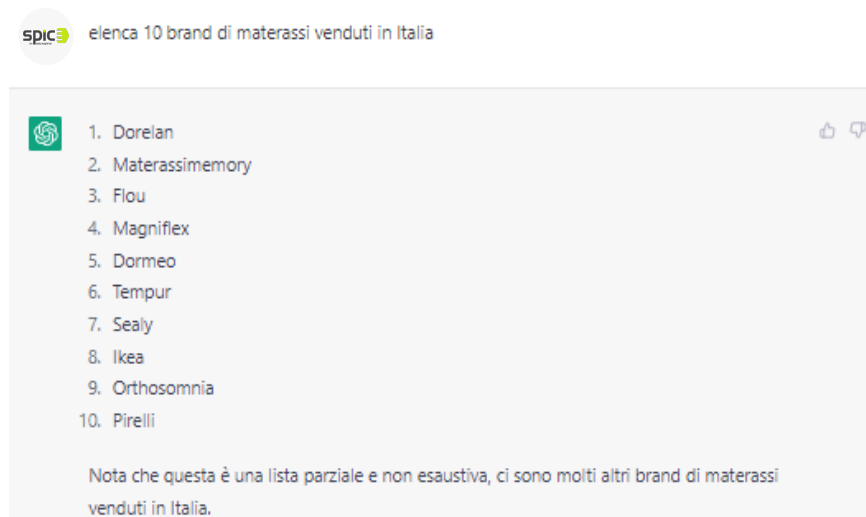 spice
elenca 10 brand di materassi venduti in Italia
1. Dorelan
2. Materassimemory
3. Flou
4. Magniflex
5. Dormeo
6. Tempur
7. Sealy
8. Ikea
9. Orthosomnia
10. Pirelli
Nota che questa è una lista parziale e non esaustiva, ci sono molti altri brand di materassi
venduti in Italia.